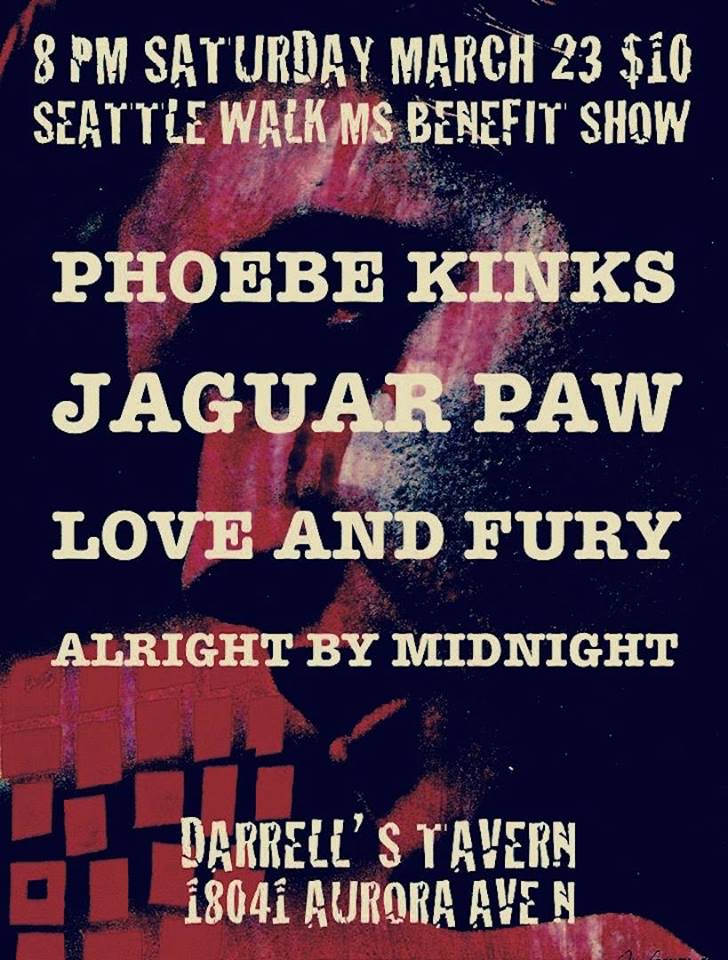 8 PM SATURDAY MARCH 23 $10
SEATTLE WALK MS BENEFIT SHOW
PHOEBE KINKS
JAGUAR PAW
LOVE AND FURY
ALRIGHT BY MIDNIGHT
DARRELL'S TAVERN
18041 AURORA AVE N